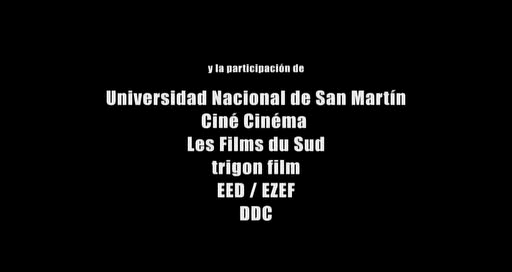 y la participación de
Universidad Nacional de San Martín
Ciné Cinéma
Les Films du Sud
trigon film
EED / EZEF
DDC